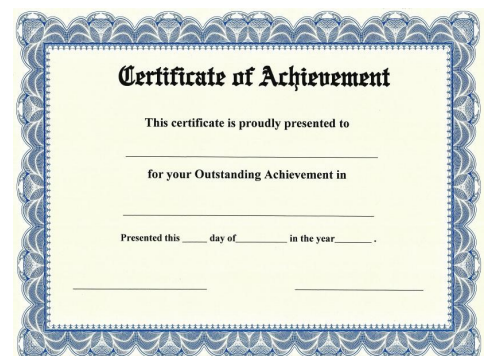 Certificate of Achievement
This certificate is proudly presented to
for your Outstanding Achievement in
Presented this _____ day of__________ in the year_______ .